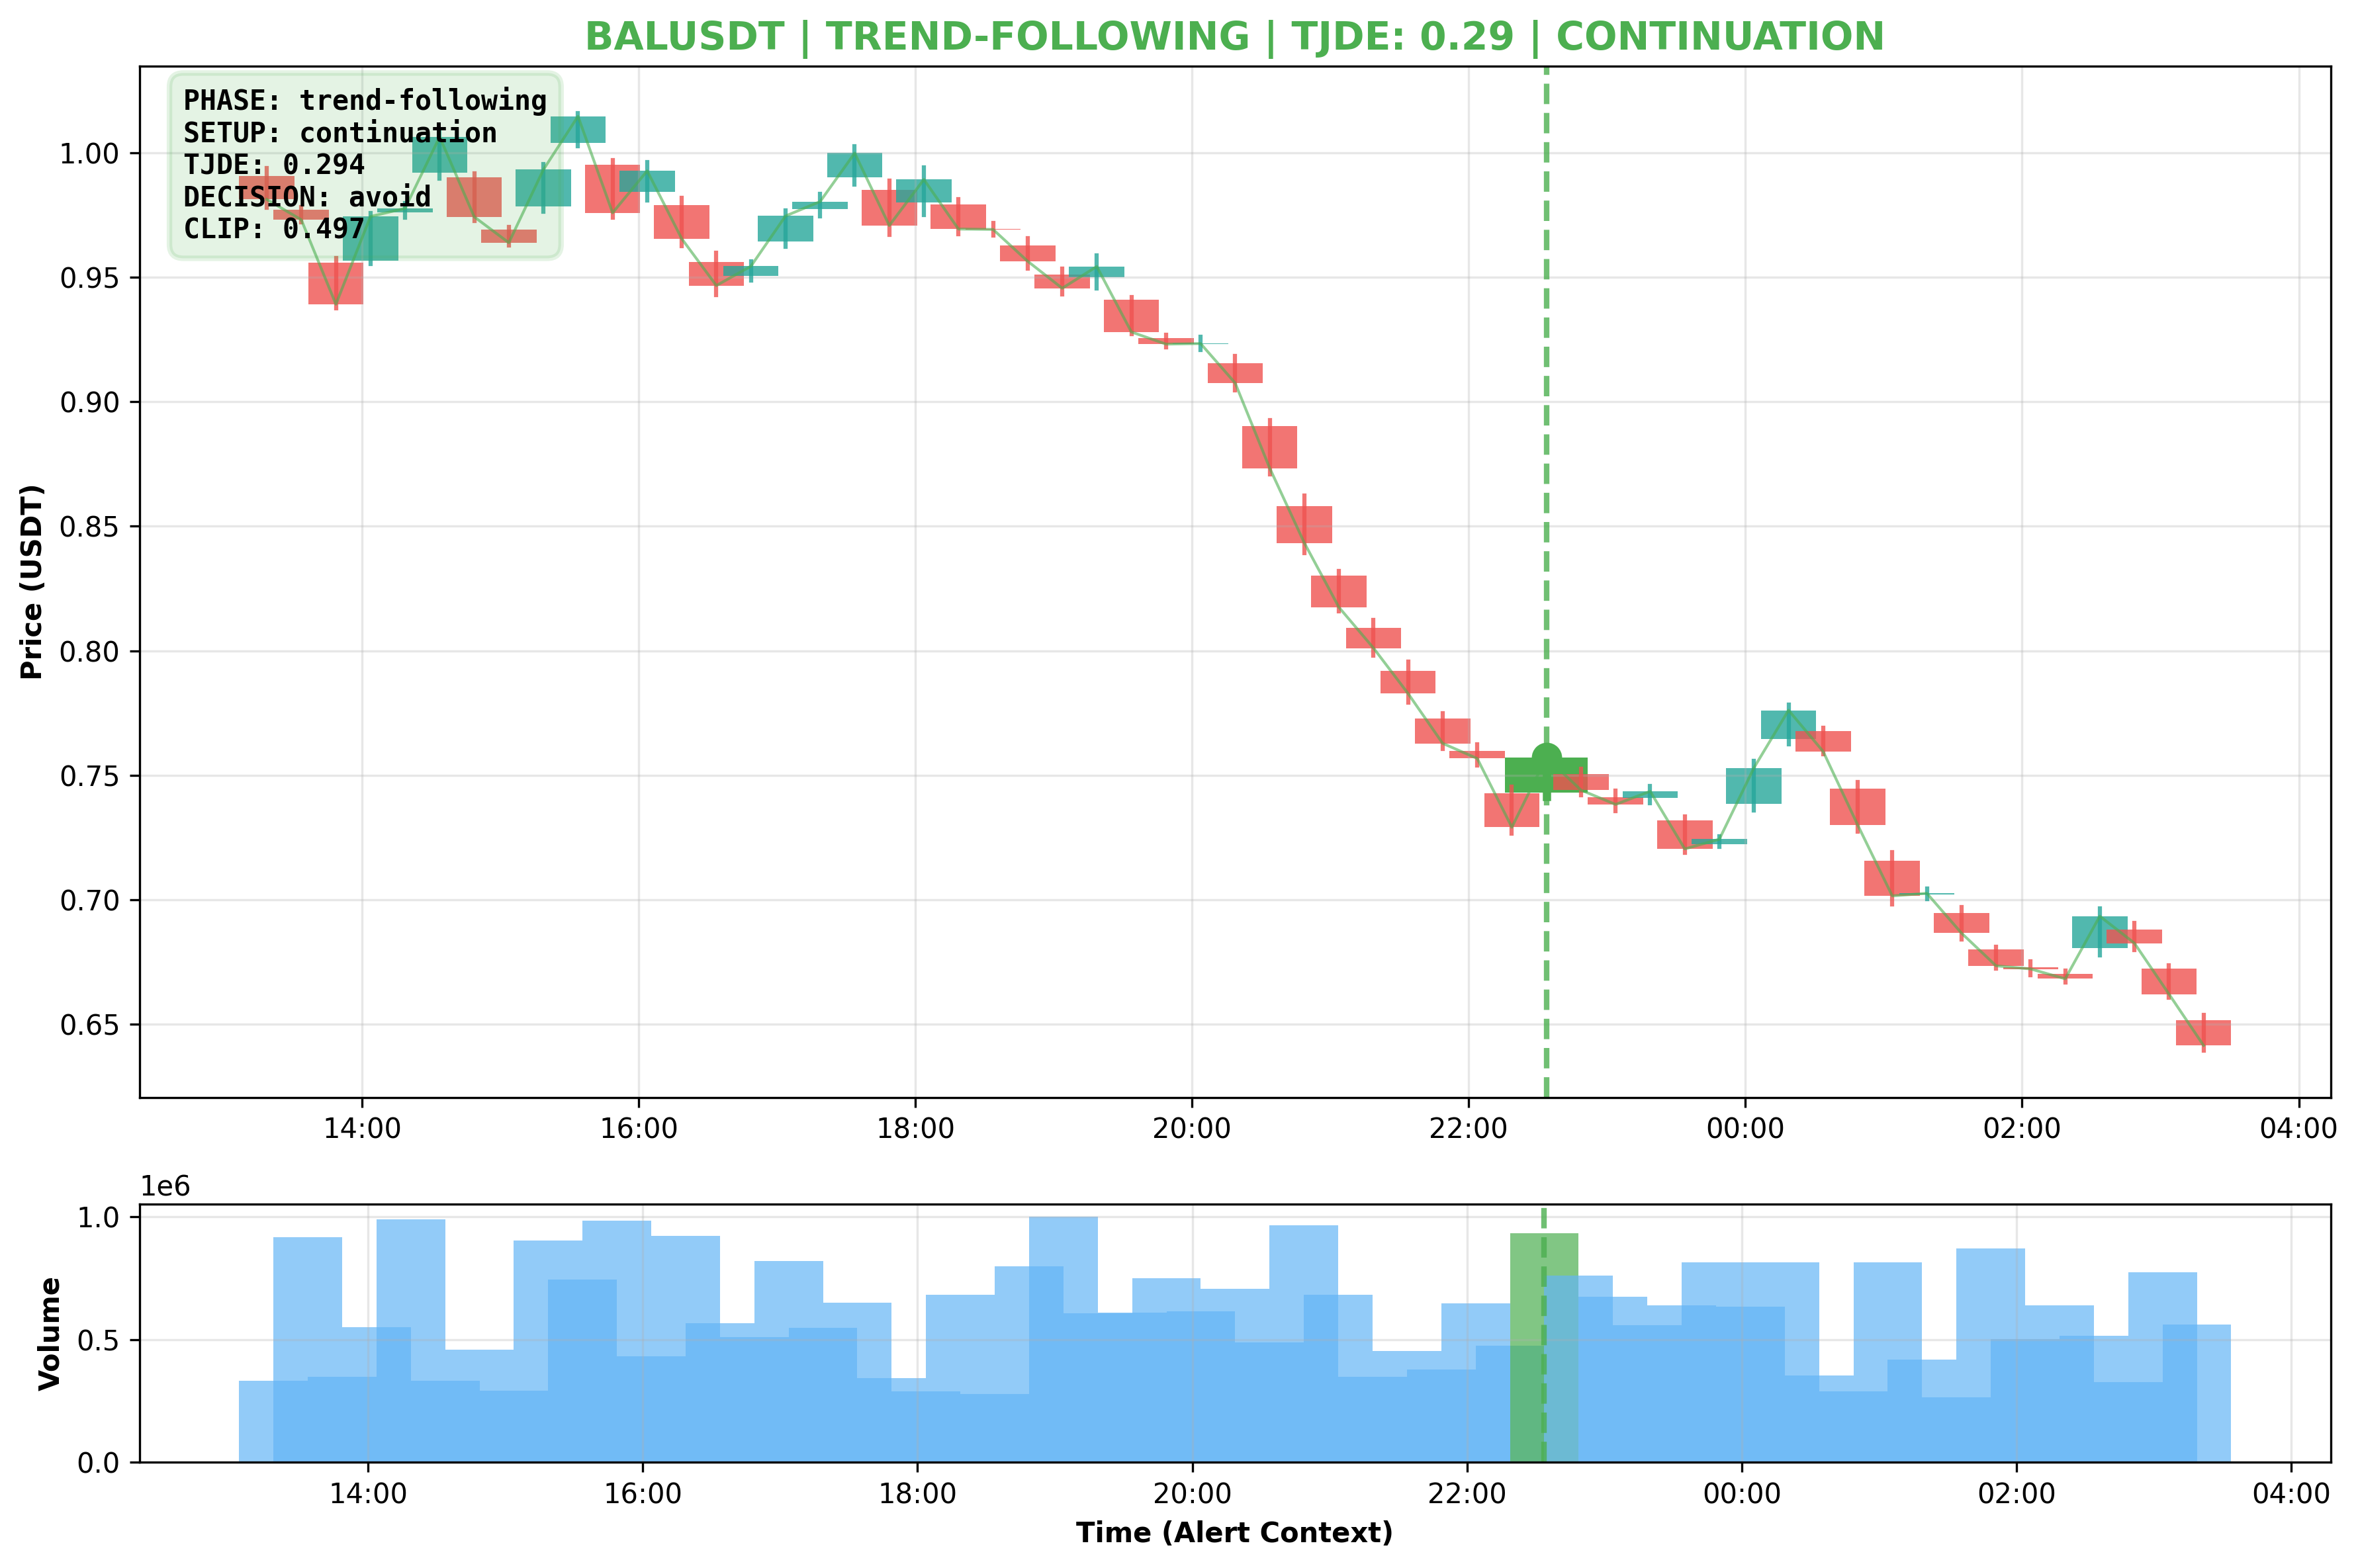 BALUSDT | TREND-FOLLOWING | TJDE: 0.29 | CONTINUATION
PHASE: trend-following
SETUP: continuation
TJDE: 0.294
DECISION: avoid
CLIP: 0.497
Price (USDT)
1.00
0.95
0.90
0.85
0.80
0.75
0.70
0.65
14:00 16:00 18:00 20:00 22:00 00:00 02:00 04:00
1e6
Volume
1.0
0.5
0.0
14:00 16:00 18:00 20:00 22:00 00:00 02:00 04:00
Time (Alert Context)